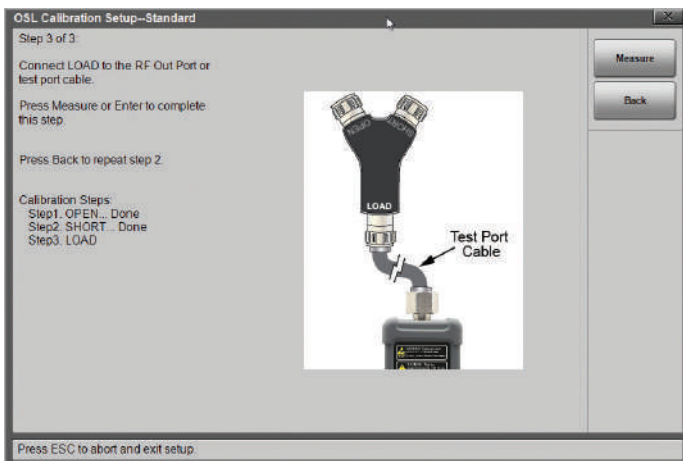 OSL Calibration Setup--Standard
Step 3 of 3:
Connect LOAD to the RF Out Port or
test port cable.
Press Measure or Enter to complete
this step.
Press Back to repeat step 2.
Calibration Steps:
Step1. OPEN... Done
Step2. SHORT... Done
Step3. LOAD
OPEN
SHORT
LOAD
Test Port
Cable
Measure
Back
Press ESC to abort and exit setup.